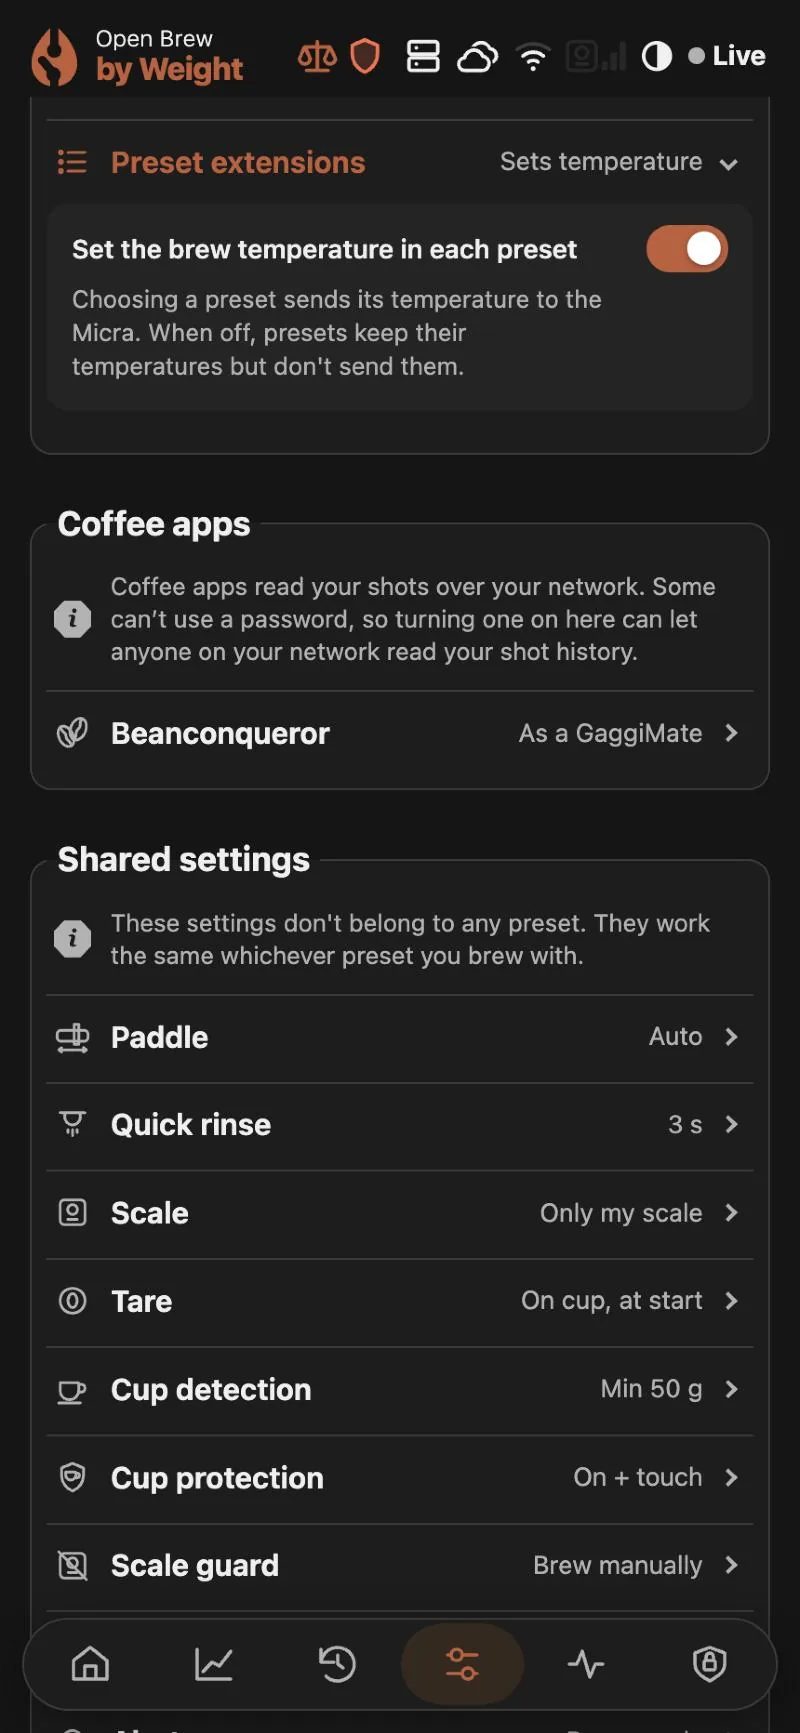 Open Brew
by Weight
Live
Preset extensions
Sets temperature
Set the brew temperature in each preset
Choosing a preset sends its temperature to the
Micra. When off, presets keep their
temperatures but don't send them.
Coffee apps
Coffee apps read your shots over your network. Some
can’t use a password, so turning one on here can let
anyone on your network read your shot history.
Beanconqueror
As a GaggiMate
Shared settings
These settings don't belong to any preset. They work
the same whichever preset you brew with.
Paddle
Auto
Quick rinse
3 s
Scale
Only my scale
Tare
On cup, at start
Cup detection
Min 50 g
Cup protection
On + touch
Scale guard
Brew manually